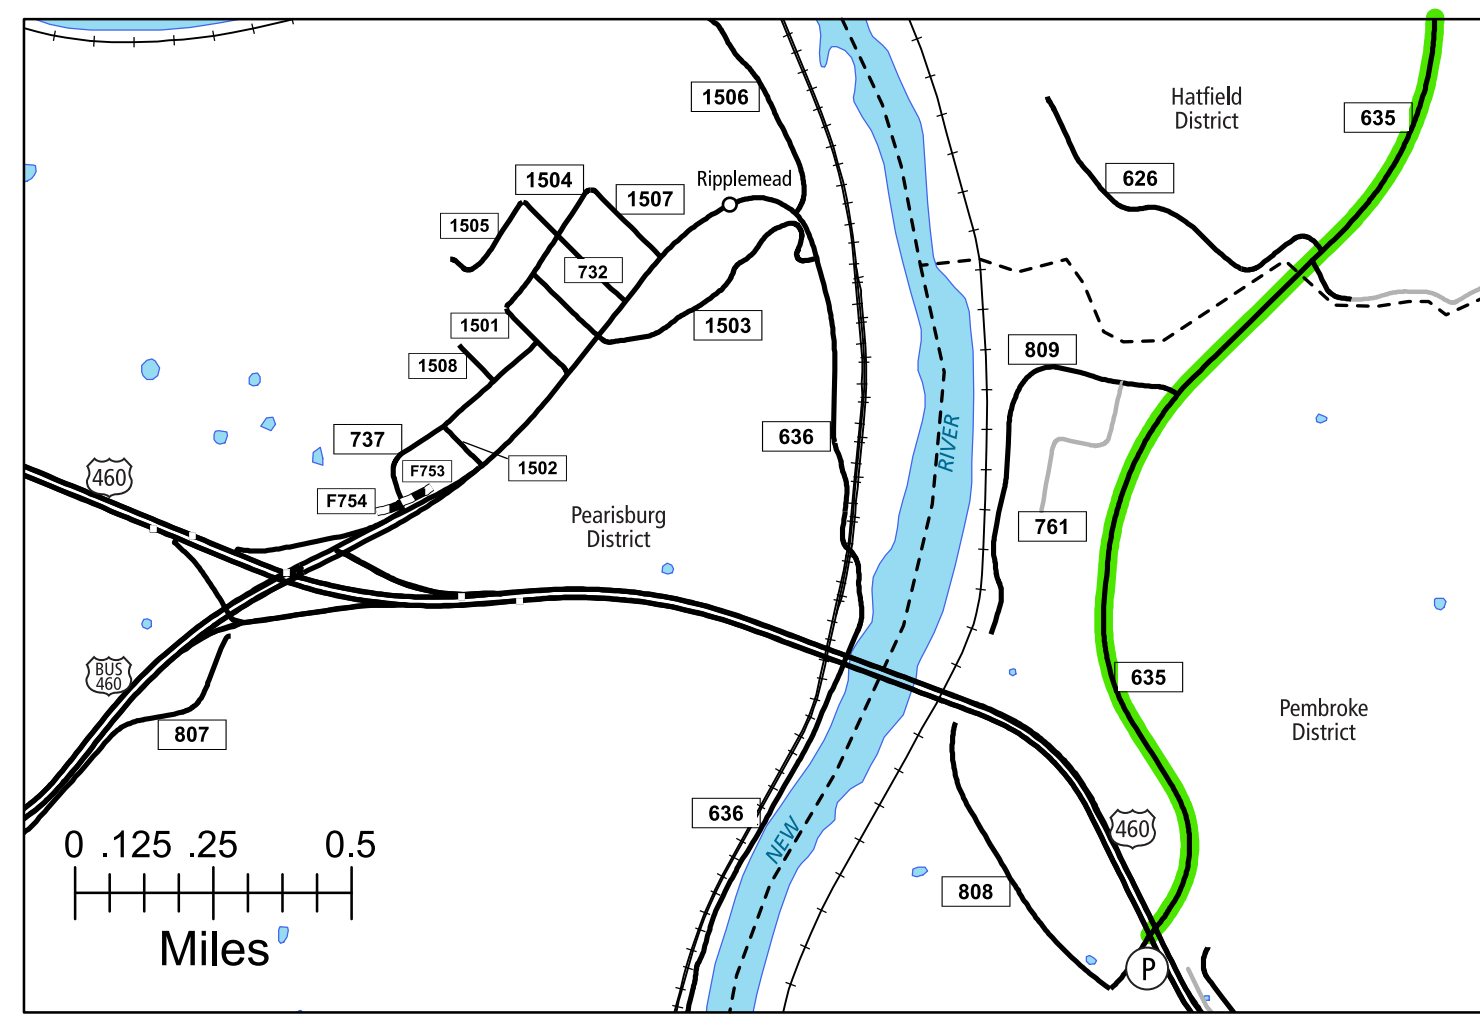 1506
Hatfield
District
635
626
1504
Ripplemead
1507
1505
732
1501
1503
1508
809
737
636
RIVER
F753
1502
460
F754
Pearisburg
District
761
BUS
460
635
Pembroke
District
807
636
NEW
460
0 .125 .25 0.5
808
Miles
P